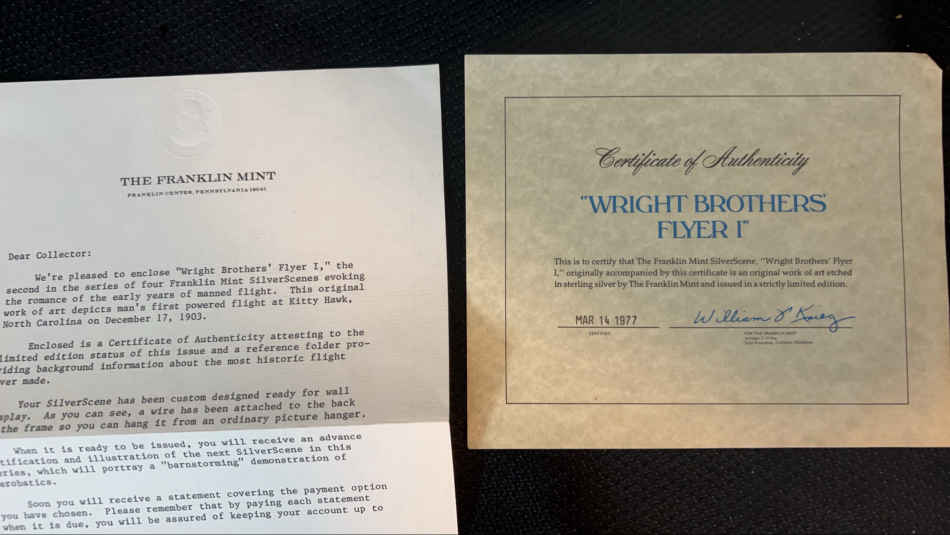 THE FRANKLIN MINT
FRANKLIN CENTER, PENNSYLVANIA 19091
Dear Collector:
We're pleased to enclose "Wright Brothers' Flyer I," the
second in the series of four Franklin Mint SilverScenes evoking
the romance of the early years of manned flight. This original
work of art depicts man's first powered flight at Kitty Hawk,
North Carolina on December 17, 1903.
Enclosed is a Certificate of Authenticity attesting to the
limited edition status of this issue and a reference folder pro-
viding background information about the most historic flight
ver made.
Your SilverScene has been custom designed ready for wall
splay. As you can see, a wire has been attached to the back
the frame so you can hang it from an ordinary picture hanger.
When it is ready to be issued, you will receive an advance
tification and illustration of the next SilverScene in this
ries, which will portray a "barnstorming" demonstration of
erobatics.
Soon you will receive a statement covering the payment option
you have chosen. Please remember that by paying each statement
when it is due, you will be assured of keeping your account up to
Certificate of Authenticity
"WRIGHT BROTHERS'
FLYER I"
This is to certify that The Franklin Mint SilverScene, "Wright Brothers' Flyer
I," originally accompanied by this certificate is an original work of art etched
in sterling silver by The Franklin Mint and issued in a strictly limited edition.
MAR 14 1977
William
CERTIFIED
FOR THE FRANKLIN MINT